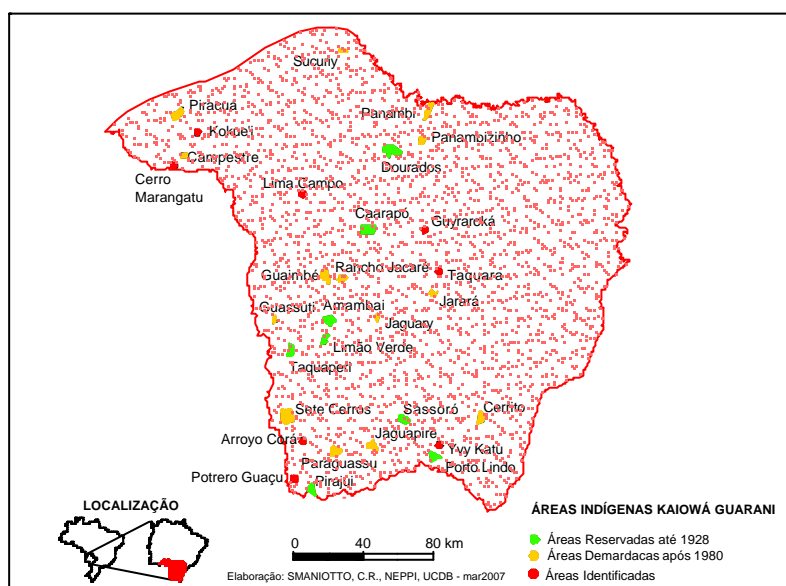 Sucuriy
Piracuá
Panambi
Kokue'i
Panambizinho
Campestre
Dourados
Cerro
Marangatu
Lima Campo
Caarapó
Guyraroká
Guaimbé
Rancho Jacaré
Taquara
Jarará
Guassuti
Amambai
Jaguary
Limão Verde
Taquaperi
Sete Cerros
Sassoró
Cerrito
Arroyo Corá
Jaguapire
Yvy Katu
Paraguassu
Porto Lindo
Potrero Guaçu
Pirajuí
LOCALIZAÇÃO
ÁREAS INDÍGENAS KAIOWÁ GUARANI
Áreas Reservadas até 1928
Áreas Demardacas após 1980
Áreas Identificadas
0 40 80 km
Elaboração: SMANIOTTO, C.R., NEPPI, UCDB - mar2007